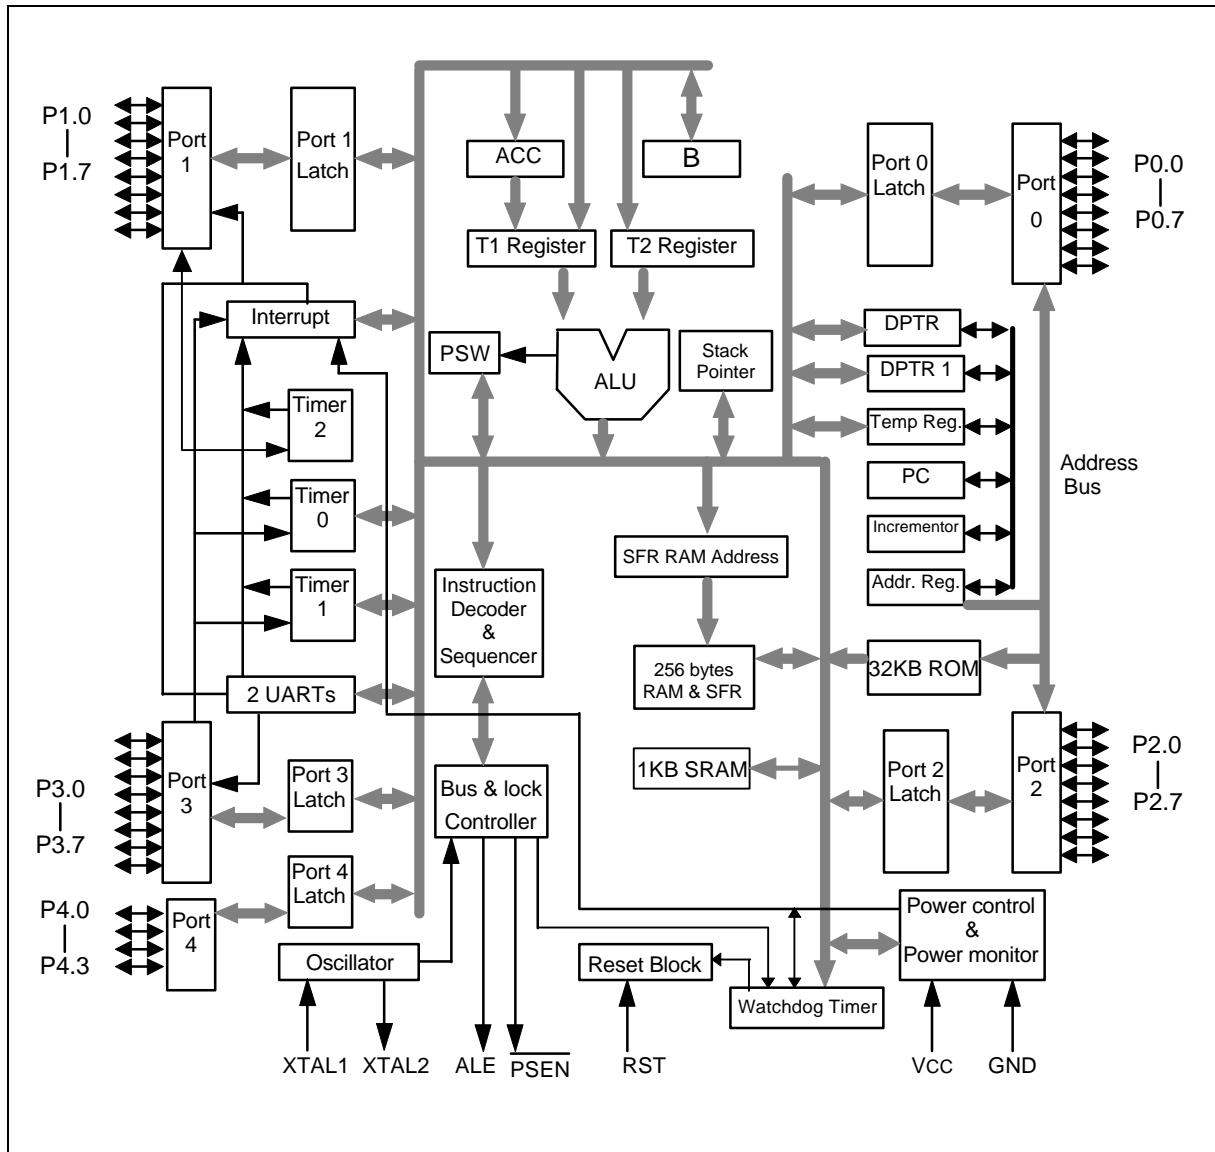 P1.0
P1.7
Port
1
Port 1
Latch
ACC
B
T1 Register
T2 Register
Port 0
Latch
Port
0
P0.0
P0.7
Interrupt
PSW
ALU
Stack
Pointer
DPTR
DPTR 1
Temp Reg.
PC
Incrementor
Addr. Reg.
Address
Bus
Timer
2
Timer
0
Timer
1
Instruction
Decoder
&
Sequencer
SFR RAM Address
256 bytes
RAM & SFR
32KB ROM
2 UARTs
1KB SRAM
P3.0
P3.7
Port
3
Port 3
Latch
Bus & lock
Controller
Port 2
Latch
Port
2
P2.0
P2.7
P4.0
P4.3
Port
4
Port 4
Latch
Oscillator
Reset Block
Watchdog Timer
Power control
&
Power monitor
XTAL1
XTAL2
ALE
PSEN
RST
VCC
GND